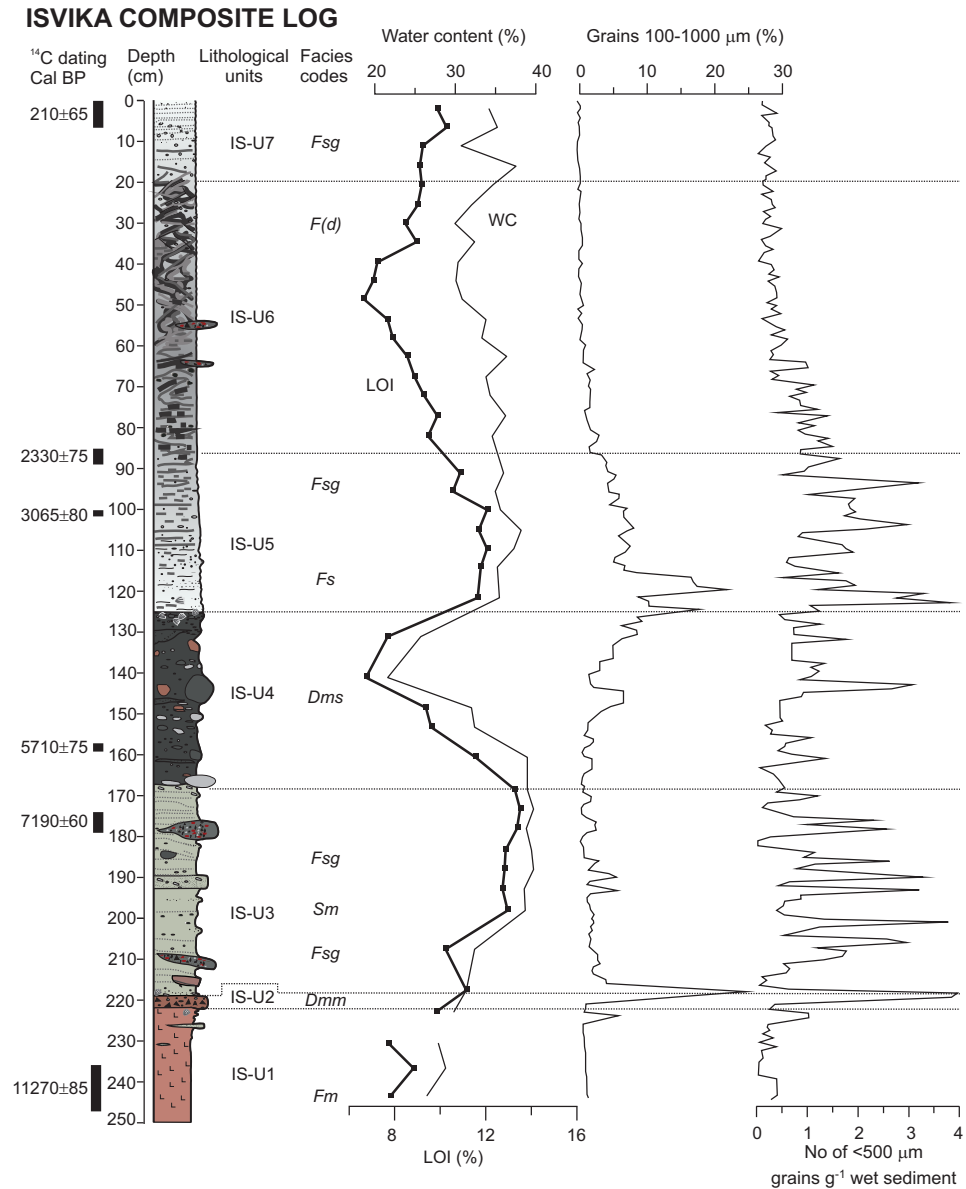 ISVIKA COMPOSITE LOG
¹⁴C dating
Cal BP
Depth
(cm)
Lithological
units
Facies
codes
Water content (%)
20 30 40
Grains 100-1000 μm (%)
0 10 20 30
210±65
0
10
IS-U7
Fsg
20
30
F(d)
WC
40
50
IS-U6
60
70
LOI
80
2330±75
90
Fsg
3065±80
100
IS-U5
110
Fs
120
130
140
IS-U4
Dms
150
5710±75
160
170
7190±60
180
Fsg
190
IS-U3
Sm
200
Fsg
210
IS-U2
Dmm
220
230
IS-U1
11270±85
240
Fm
250
8 12 16
LOI (%)
0 1 2 3 4
No of <500 μm
grains g⁻¹ wet sediment